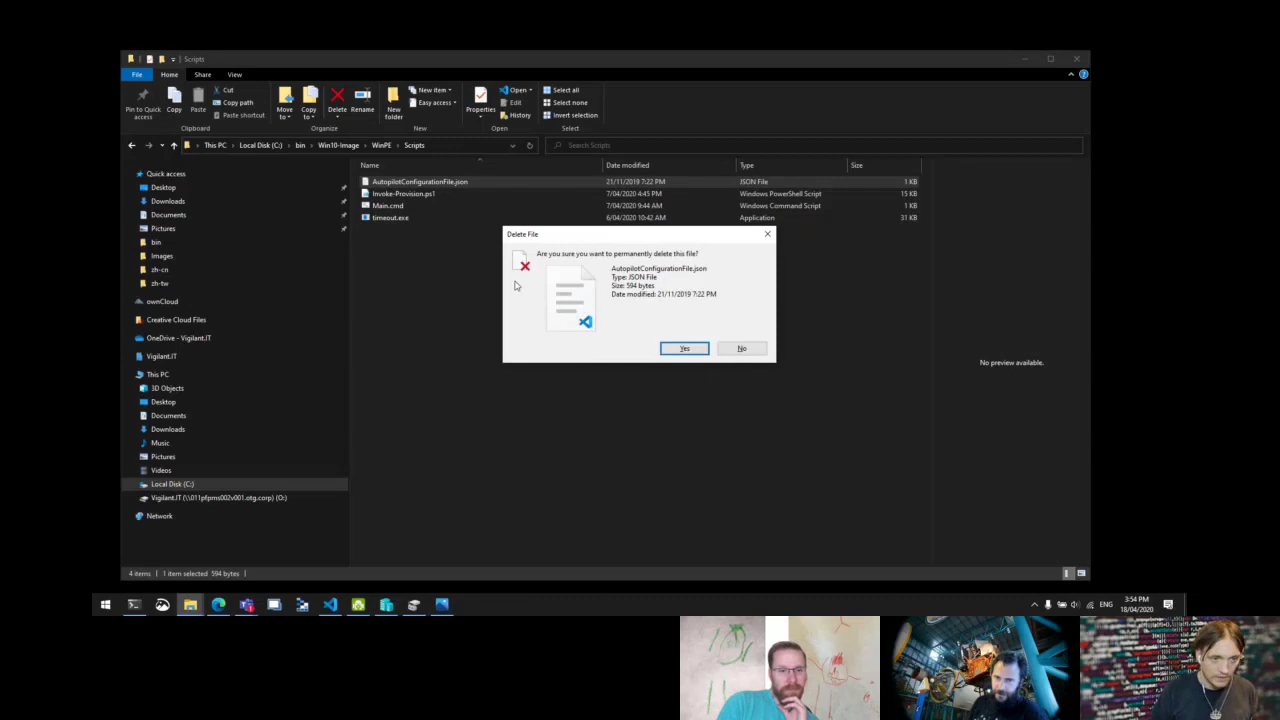 Scripts
File Home Share View
Pin to Quick access
Copy
Paste
Cut
Copy path
Paste shortcut
Clipboard
Move to
Copy to
Delete
Rename
Organize
New folder
New item
Easy access
New
Properties
Open
Edit
History
Open
Select all
Select none
Invert selection
Select
This PC > Local Disk (C:) > bin > Win10-Image > WinPE > Scripts
Search Scripts
Name Date modified Type Size
AutopilotConfigurationFile.json 21/11/2019 7:22 PM JSON File 1 KB
Invoke-Provision.ps1 7/04/2020 4:45 PM Windows PowerShell Script 15 KB
Main.cmd 7/04/2020 9:44 AM Windows Command Script 1 KB
timeout.exe 6/04/2020 10:42 AM Application 31 KB
Quick access
Desktop
Downloads
Documents
Pictures
bin
Images
zh-cn
zh-tw
ownCloud
Creative Cloud Files
OneDrive - Vigilant.IT
Vigilant.IT
This PC
3D Objects
Desktop
Documents
Downloads
Music
Pictures
Videos
Local Disk (C:)
Vigilant.IT (\\011pfpms002v001.otg.corp) (O:)
Network
Delete File
Are you sure you want to permanently delete this file?
AutopilotConfigurationFile.json
Type: JSON File
Size: 594 bytes
Date modified: 21/11/2019 7:22 PM
Yes No
No preview available.
4 items 1 item selected 594 bytes
ENG
3:54 PM
18/04/2020